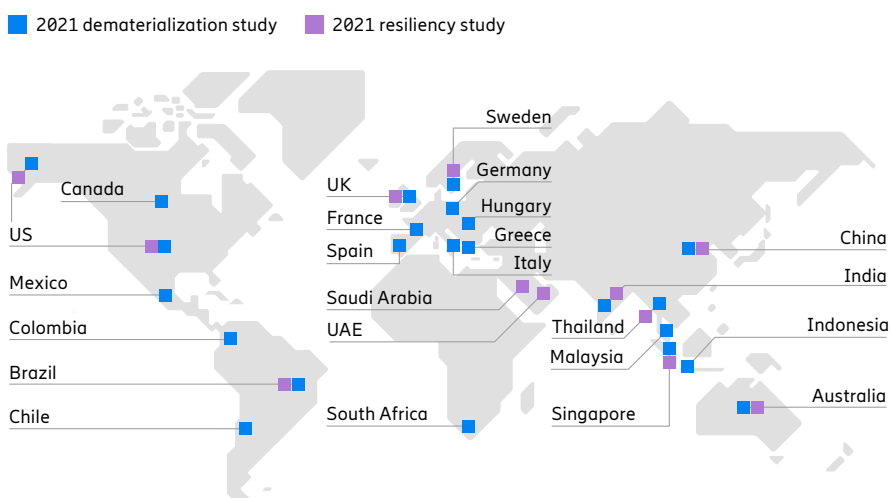 2021 dematerialization study
2021 resiliency study
Sweden
UK
Germany
Canada
Hungary
France
US
Greece
China
Spain
Italy
Mexico
India
Saudi Arabia
Colombia
UAE
Thailand
Indonesia
Malaysia
Brazil
Australia
Chile
South Africa
Singapore